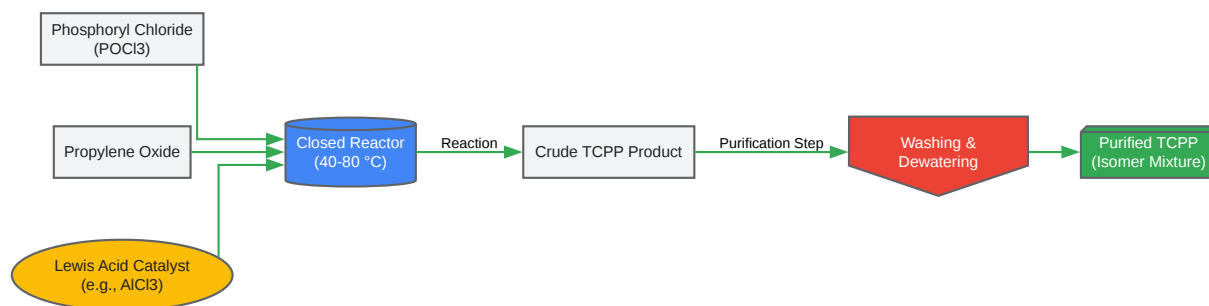 Phosphoryl Chloride
(POCl3)
Propylene Oxide
Lewis Acid Catalyst
(e.g., AlCl3)
Closed Reactor
(40-80 °C)
Reaction
Crude TCPP Product
Purification Step
Washing &
Dewatering
Purified TCPP
(Isomer Mixture)